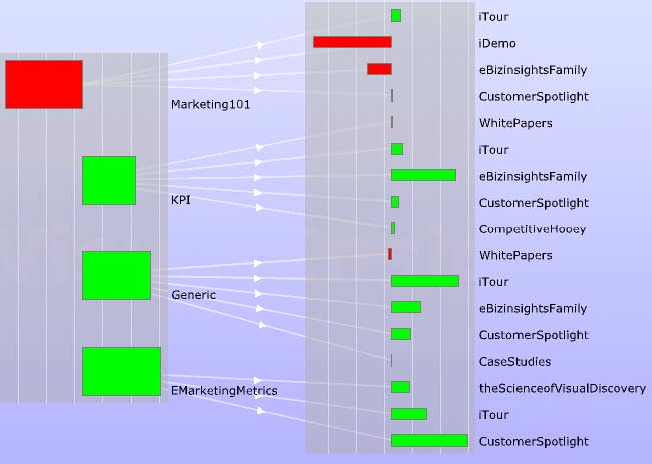 iTour
iDemo
eBizinsightsFamily
CustomerSpotlight
Marketing101
WhitePapers
iTour
eBizinsightsFamily
KPI
CustomerSpotlight
CompetitiveHooey
WhitePapers
iTour
Generic
eBizinsightsFamily
CustomerSpotlight
CaseStudies
theScienceofVisualDiscovery
EMarketingMetrics
iTour
CustomerSpotlight